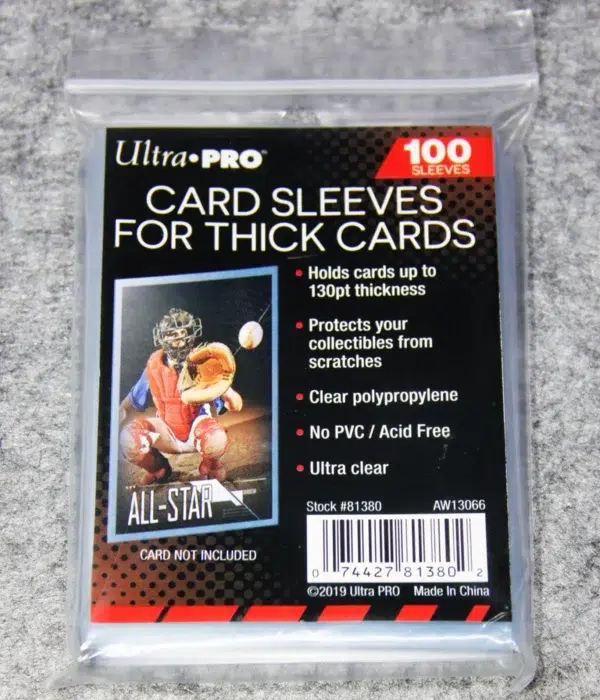 Ultra•PRO®
100
SLEEVES
CARD SLEEVES
FOR THICK CARDS
• Holds cards up to
130pt thickness
• Protects your
collectibles from
scratches
• Clear polypropylene
• No PVC / Acid Free
• Ultra clear
ALL-STAR
CARD NOT INCLUDED
Stock #81380 AW13066
0 74427 81380 2
©2019 Ultra PRO Made In China